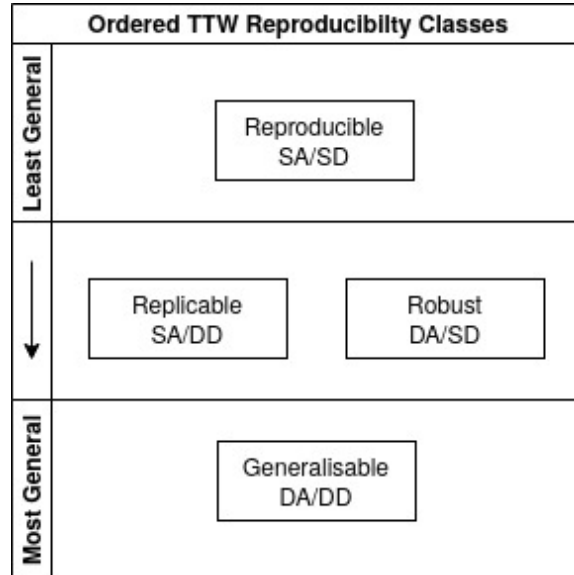 Ordered TTW Reproducibilty Classes
Least General
Reproducible
SA/SD
Replicable
SA/DD
Robust
DA/SD
Most General
Generalisable
DA/DD